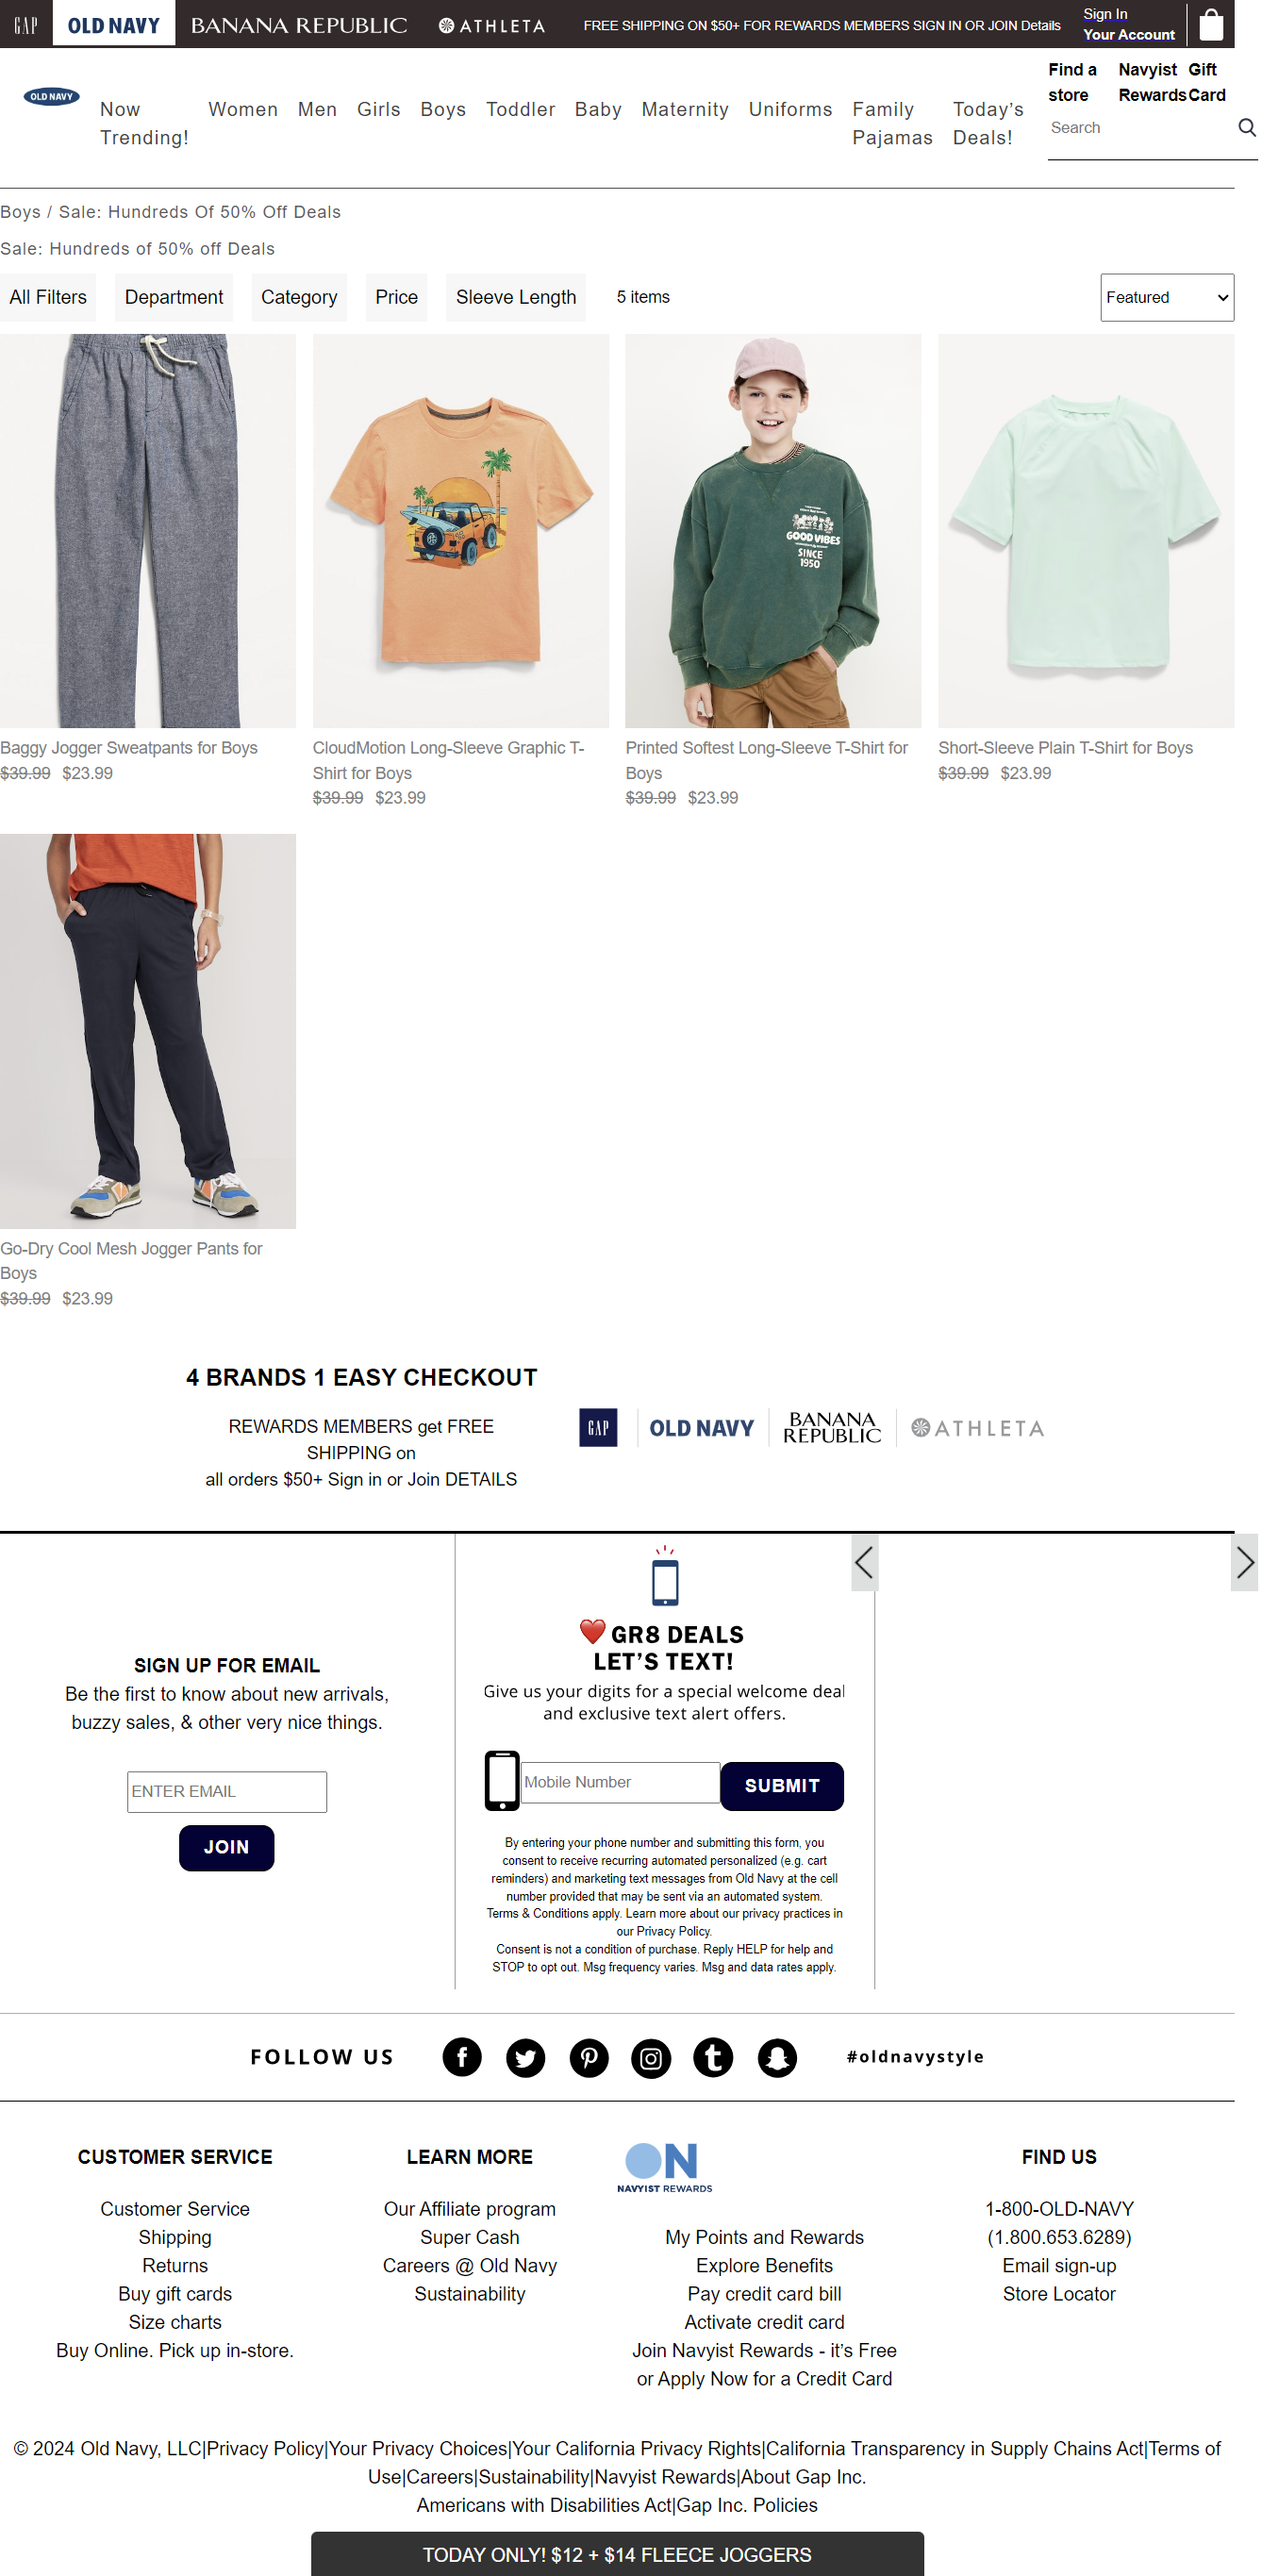 GAP
OLD NAVY
BANANA REPUBLIC
ATHLETA
FREE SHIPPING ON $50+ FOR REWARDS MEMBERS SIGN IN OR JOIN Details
Sign In
Your Account
OLD NAVY
Now
Trending!
Women
Men
Girls
Boys
Toddler
Baby
Maternity
Uniforms
Family
Pajamas
Today's
Deals!
Find a
store
Navyist
Rewards
Gift
Card
Search
Boys / Sale: Hundreds Of 50% Off Deals
Sale: Hundreds of 50% off Deals
All Filters
Department
Category
Price
Sleeve Length
5 items
Featured
GOOD VIBES
SINCE
1950
Baggy Jogger Sweatpants for Boys
$39.99 $23.99
CloudMotion Long-Sleeve Graphic T-
Shirt for Boys
$39.99 $23.99
Printed Softest Long-Sleeve T-Shirt for
Boys
$39.99 $23.99
Short-Sleeve Plain T-Shirt for Boys
$39.99 $23.99
Go-Dry Cool Mesh Jogger Pants for
Boys
$39.99 $23.99
4 BRANDS 1 EASY CHECKOUT
REWARDS MEMBERS get FREE
SHIPPING on
all orders $50+ Sign in or Join DETAILS
GAP
OLD NAVY
BANANA
REPUBLIC
ATHLETA
SIGN UP FOR EMAIL
Be the first to know about new arrivals,
buzzy sales, & other very nice things.
ENTER EMAIL
JOIN
GR8 DEALS
LET'S TEXT!
Give us your digits for a special welcome deal
and exclusive text alert offers.
Mobile Number
SUBMIT
By entering your phone number and submitting this form, you
consent to receive recurring automated personalized (e.g. cart
reminders) and marketing text messages from Old Navy at the cell
number provided that may be sent via an automated system.
Terms & Conditions apply. Learn more about our privacy practices in
our Privacy Policy.
Consent is not a condition of purchase. Reply HELP for help and
STOP to opt out. Msg frequency varies. Msg and data rates apply.
FOLLOW US
#oldnavystyle
CUSTOMER SERVICE
Customer Service
Shipping
Returns
Buy gift cards
Size charts
Buy Online. Pick up in-store.
LEARN MORE
Our Affiliate program
Super Cash
Careers @ Old Navy
Sustainability
ON
NAVYIST REWARDS
My Points and Rewards
Explore Benefits
Pay credit card bill
Activate credit card
Join Navyist Rewards - it's Free
or Apply Now for a Credit Card
FIND US
1-800-OLD-NAVY
(1.800.653.6289)
Email sign-up
Store Locator
© 2024 Old Navy, LLC|Privacy Policy|Your Privacy Choices|Your California Privacy Rights|California Transparency in Supply Chains Act|Terms of
Use|Careers|Sustainability|Navyist Rewards|About Gap Inc.
Americans with Disabilities Act|Gap Inc. Policies
TODAY ONLY! $12 + $14 FLEECE JOGGERS